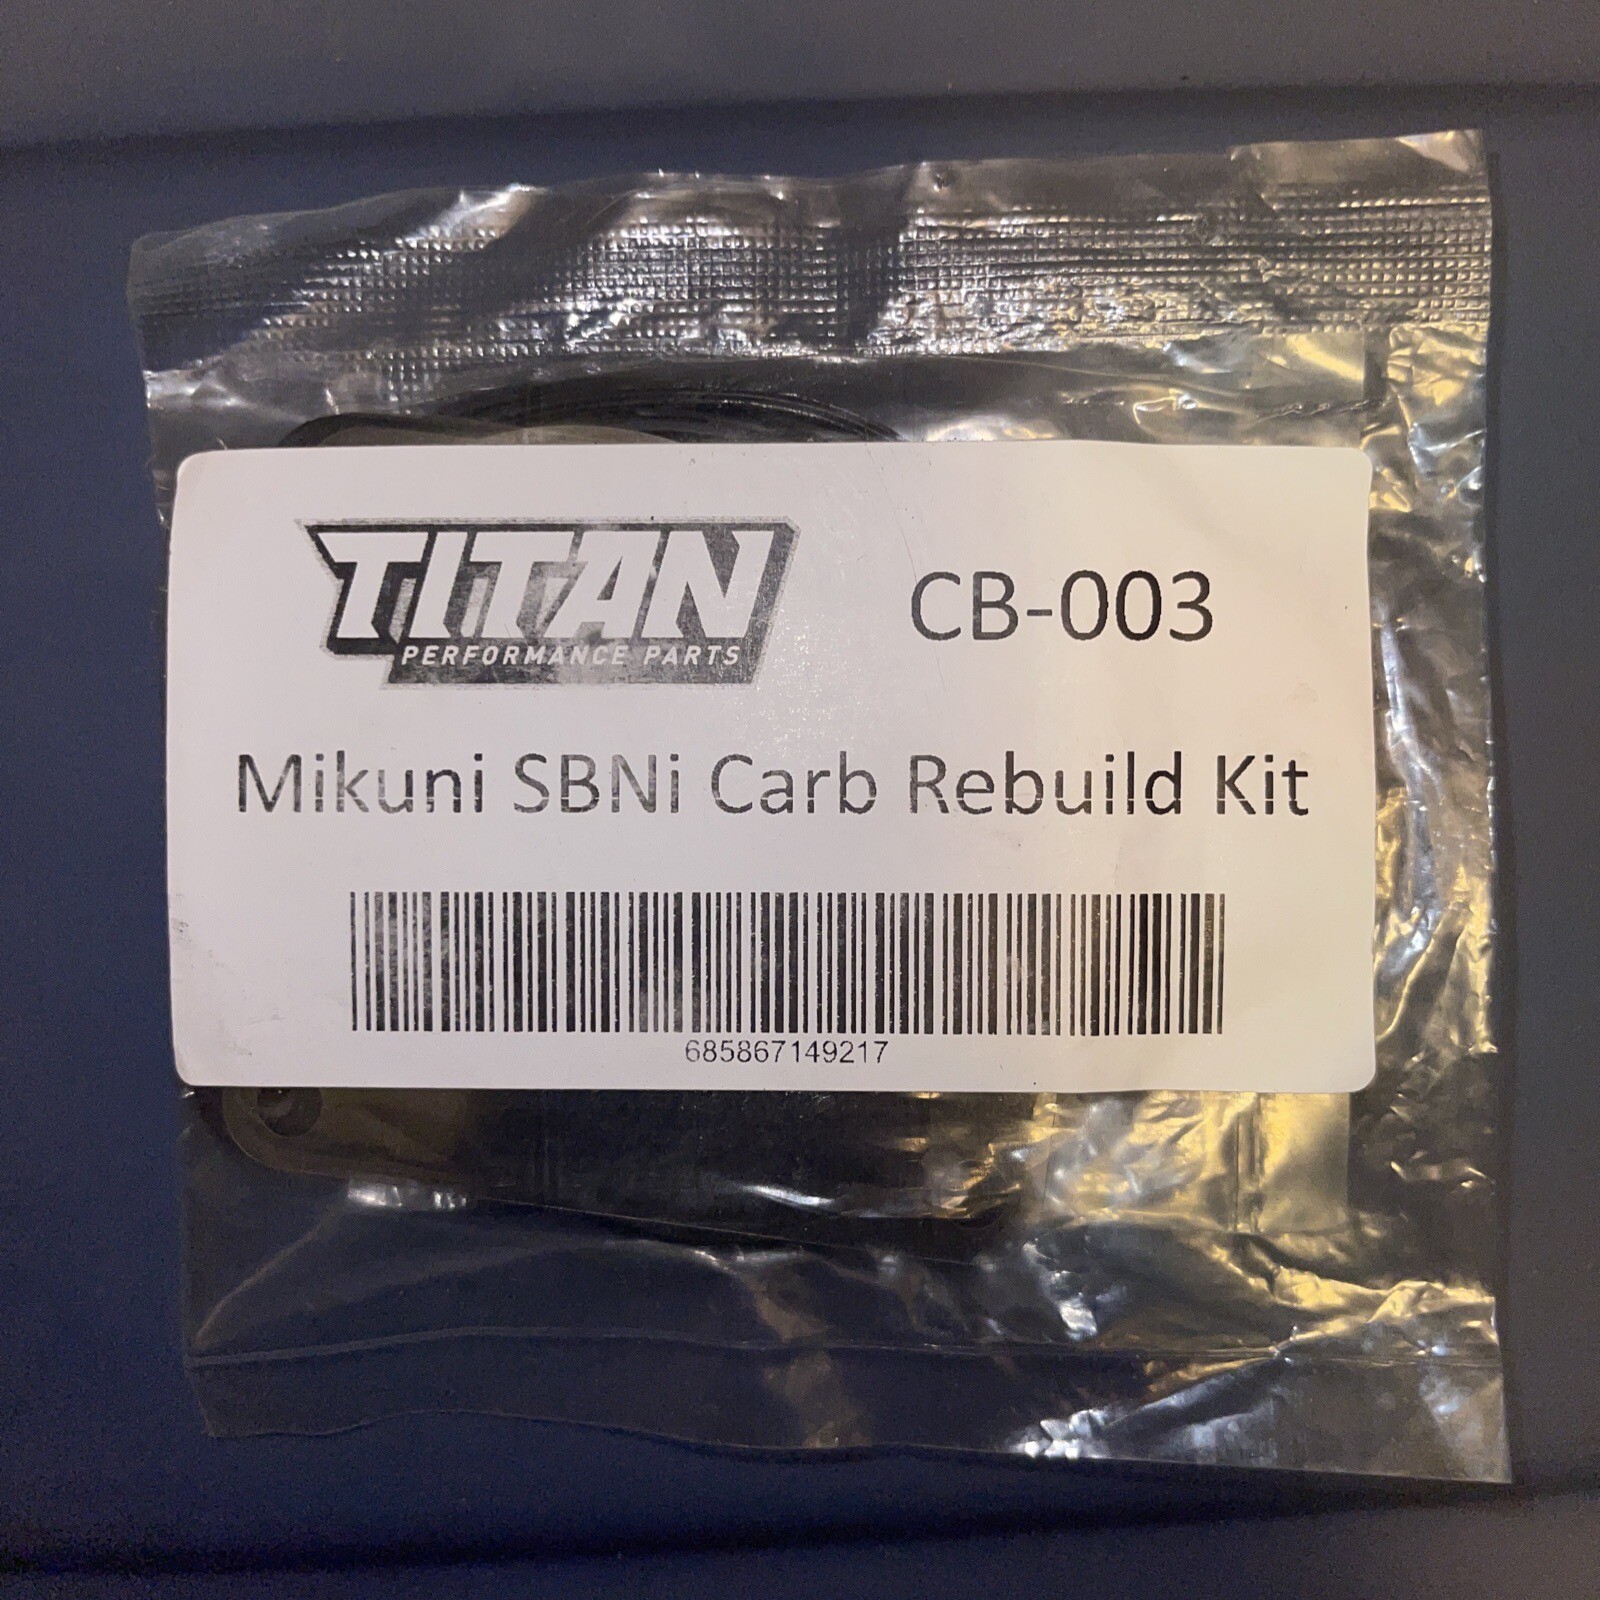 TITAN
PERFORMANCE PARTS
CB-003
Mikuni SBNi Carb Rebuild Kit
685867149217